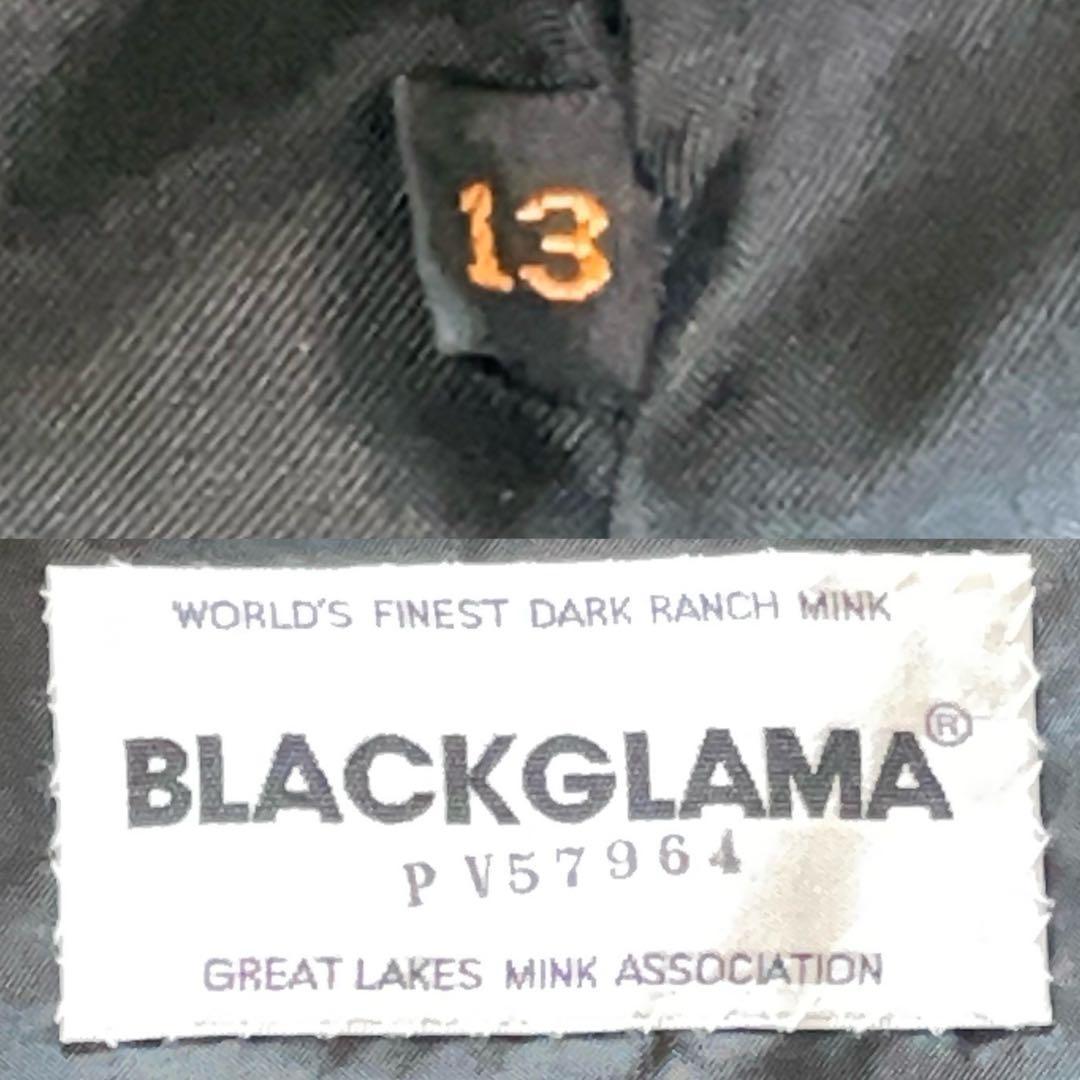 13
WORLD'S FINEST DARK RANCH MINK
BLACKGLAMA®
PV57964
GREAT LAKES MINK ASSOCIATION